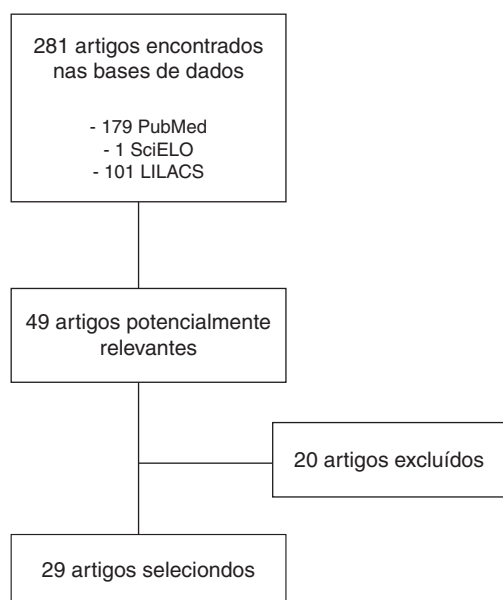 281 artigos encontrados
nas bases de dados
- 179 PubMed
- 1 SciELO
- 101 LILACS
49 artigos potencialmente
relevantes
20 artigos excluídos
29 artigos seleciondos